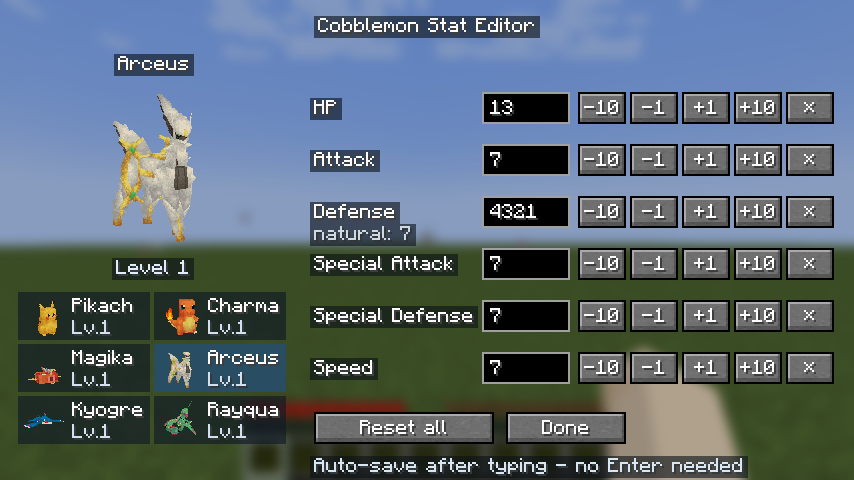 Cobblemon Stat Editor
Arceus
HP 13 -10 -1 +1 +10 x
Attack 7 -10 -1 +1 +10 x
Defense 4321 -10 -1 +1 +10 x
natural: 7
Special Attack 7 -10 -1 +1 +10 x
Level 1
Pikach Lv.1
Charma Lv.1
Special Defense 7 -10 -1 +1 +10 x
Magika Lv.1
Arceus Lv.1
Speed 7 -10 -1 +1 +10 x
Kyogre Lv.1
Rayqua Lv.1
Reset all Done
Auto-save after typing - no Enter needed